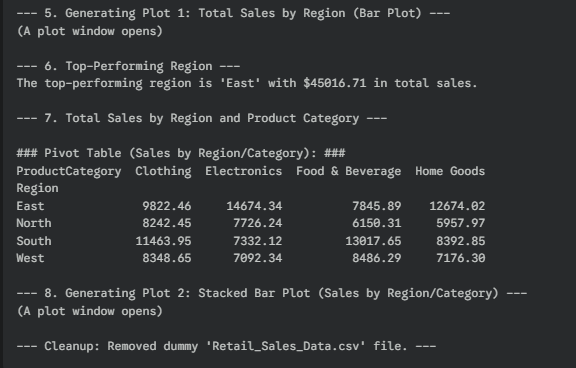 --- 5. Generating Plot 1: Total Sales by Region (Bar Plot) ---
(A plot window opens)
--- 6. Top-Performing Region ---
The top-performing region is 'East' with $45016.71 in total sales.
--- 7. Total Sales by Region and Product Category ---
### Pivot Table (Sales by Region/Category): ###
ProductCategory  Clothing  Electronics  Food & Beverage  Home Goods
Region
East              9822.46     14674.34          7845.89    12674.02
North             8242.45      7726.24          6150.31     5957.97
South            11463.95      7332.12         13017.65     8392.85
West              8348.65      7092.34          8486.29     7176.30
--- 8. Generating Plot 2: Stacked Bar Plot (Sales by Region/Category) ---
(A plot window opens)
--- Cleanup: Removed dummy 'Retail_Sales_Data.csv' file. ---